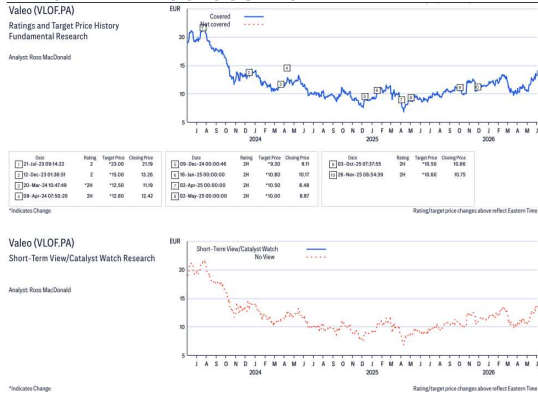 Valeo (VLOF.PA)
Ratings and Target Price History
Fundamental Research
Analyst: Ross MacDonald
EUR
Covered
Not covered
20
15
10
5
J A S O N D J F M A M J J A S O N D J F M A M J J A S O N D J F M A M J
2024 2025 2026
Date Rating Target Price Closing Price
1 21-Jul-23 09:14:22 2 *23.00 21.19
2 12-Dec-23 01:36:51 2 *15.00 13.26
3 20-Mar-24 10:47:49 *2H *12.50 11.19
4 09-Apr-24 07:50:20 2H *12.80 12.42
Date Rating Target Price Closing Price
5 09-Dec-24 00:00:46 2H *9.30 9.11
6 16-Jan-25 00:00:00 2H *10.80 10.17
7 02-Apr-25 00:00:00 2H *10.50 8.48
8 02-May-25 00:00:00 2H *10.00 8.87
Date Rating Target Price Closing Price
9 03-Oct-25 07:37:55 2H *10.50 10.66
10 26-Nov-25 06:54:39 2H *10.60 10.75
*Indicates Change
Rating/target price changes above reflect Eastern Time
Valeo (VLOF.PA)
Short-Term View/Catalyst Watch Research
Analyst: Ross MacDonald
EUR
Short-Term View/Catalyst Watch
No View
20
15
10
5
J A S O N D J F M A M J J A S O N D J F M A M J J A S O N D J F M A M J
2024 2025 2026
*Indicates Change
Rating/target price changes above reflect Eastern Time